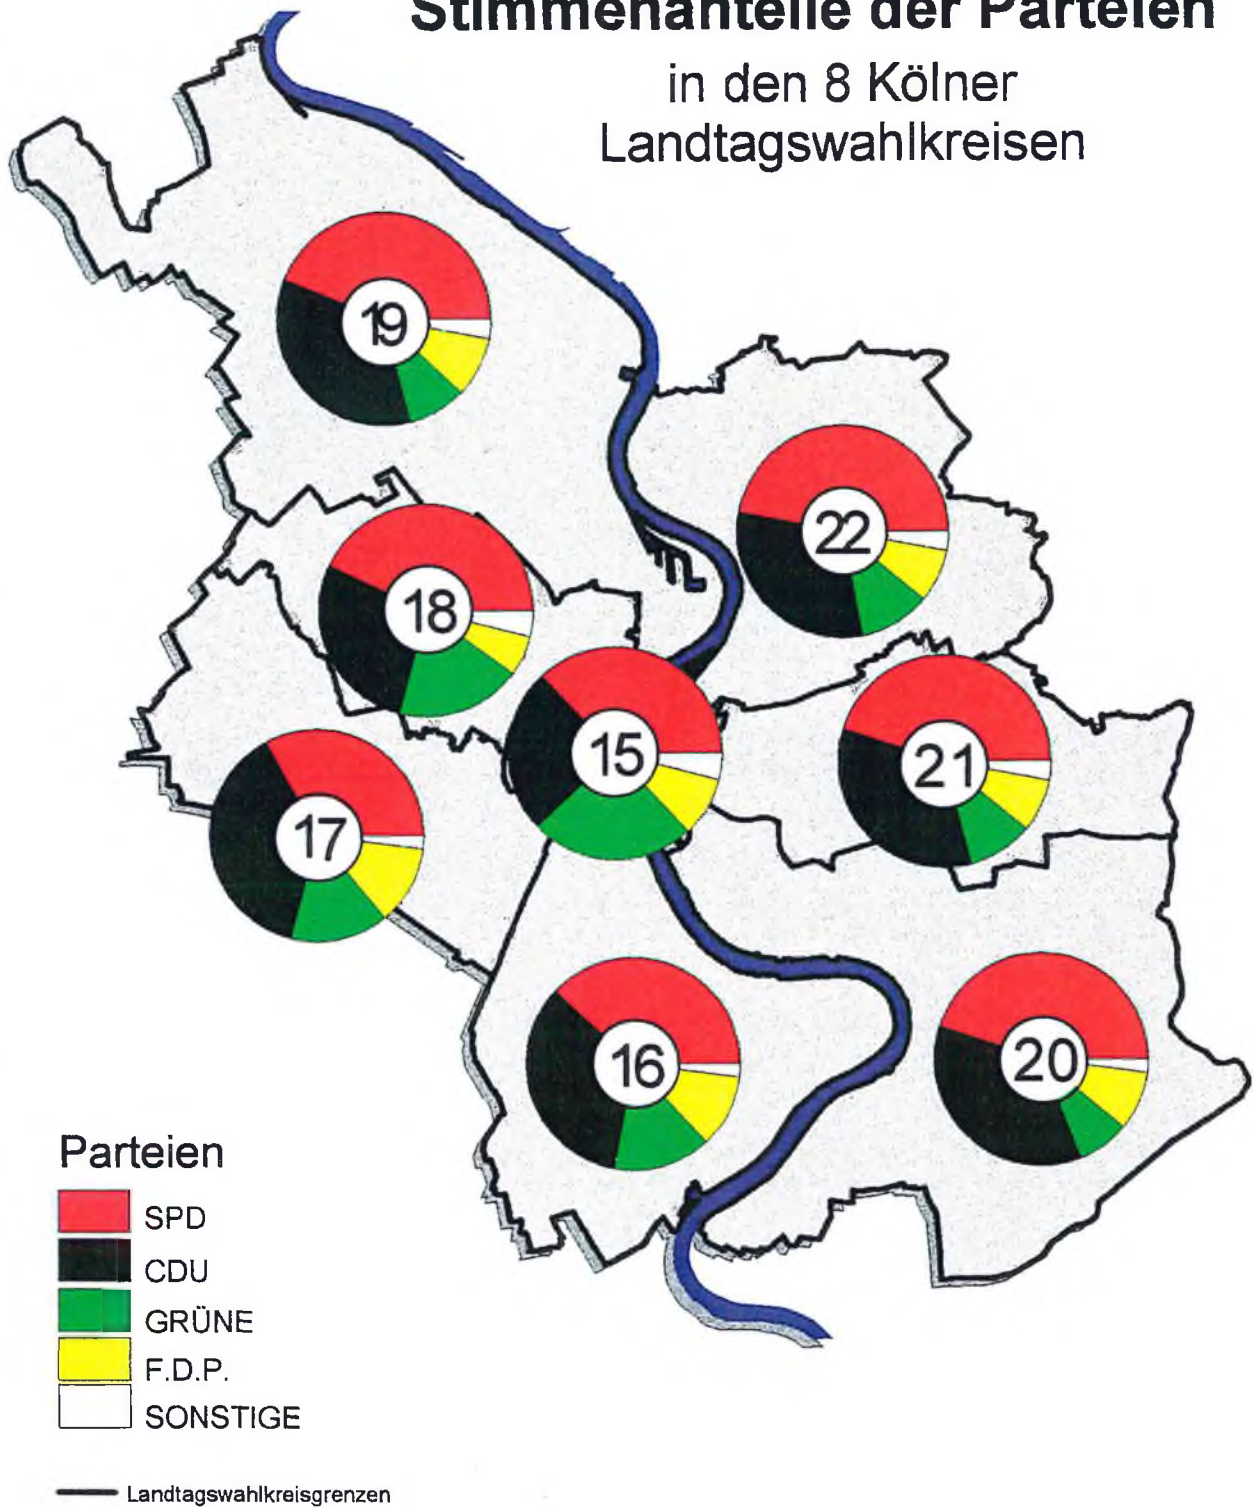 Stimmenanteile der Parteien
in den 8 Kölner
Landtagswahlkreisen
19
22
18
15
21
17
16
20
Parteien
SPD
CDU
GRÜNE
F.D.P.
SONSTIGE
Landtagswahlkreisgrenzen